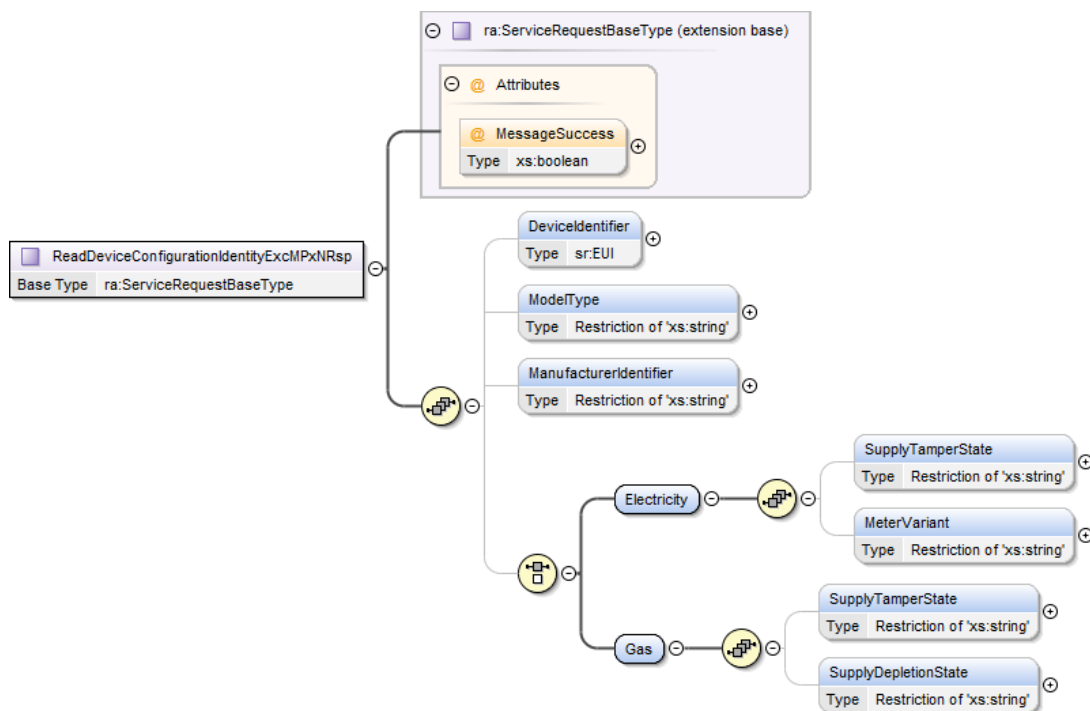 ra:ServiceRequestBaseType (extension base)
@ Attributes
@ MessageSuccess
Type xs:boolean
ReadDeviceConfigurationIdentityExcMPxNRsp
Base Type ra:ServiceRequestBaseType
DeviceIdentifier
Type sr:EUI
ModelType
Type Restriction of 'xs:string'
ManufacturerIdentifier
Type Restriction of 'xs:string'
Electricity
SupplyTamperState
Type Restriction of 'xs:string'
MeterVariant
Type Restriction of 'xs:string'
Gas
SupplyTamperState
Type Restriction of 'xs:string'
SupplyDepletionState
Type Restriction of 'xs:string'